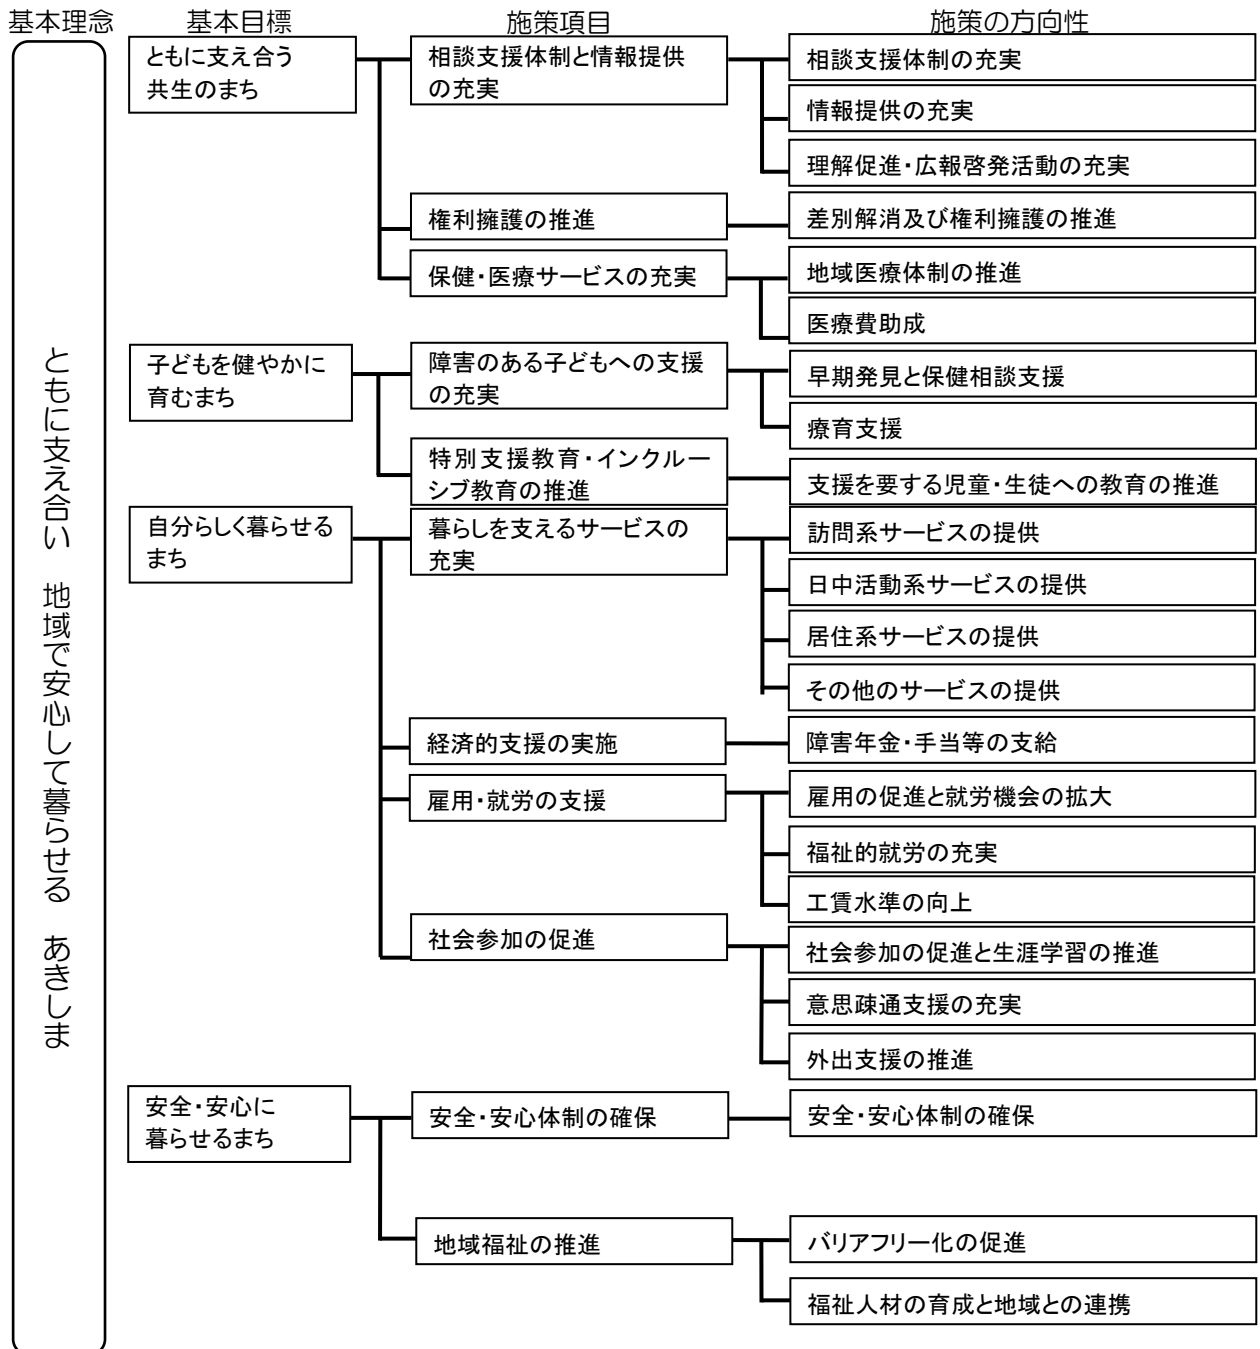 基本理念
基本目標
施策項目
施策の方向性
ともに支え合い 地域で安心して暮らせる あきしま
ともに支え合う
共生のまち
相談支援体制と情報提供
の充実
相談支援体制の充実
情報提供の充実
理解促進・広報啓発活動の充実
権利擁護の推進
差別解消及び権利擁護の推進
保健・医療サービスの充実
地域医療体制の推進
医療費助成
子どもを健やかに
育むまち
障害のある子どもへの支援
の充実
早期発見と保健相談支援
療育支援
特別支援教育・インクルー
シブ教育の推進
支援を要する児童・生徒への教育の推進
自分らしく暮らせる
まち
暮らしを支えるサービスの
充実
訪問系サービスの提供
日中活動系サービスの提供
居住系サービスの提供
その他のサービスの提供
経済的支援の実施
障害年金・手当等の支給
雇用・就労の支援
雇用の促進と就労機会の拡大
福祉的就労の充実
工賃水準の向上
社会参加の促進
社会参加の促進と生涯学習の推進
意思疎通支援の充実
外出支援の推進
安全・安心に
暮らせるまち
安全・安心体制の確保
安全・安心体制の確保
地域福祉の推進
バリアフリー化の促進
福祉人材の育成と地域との連携